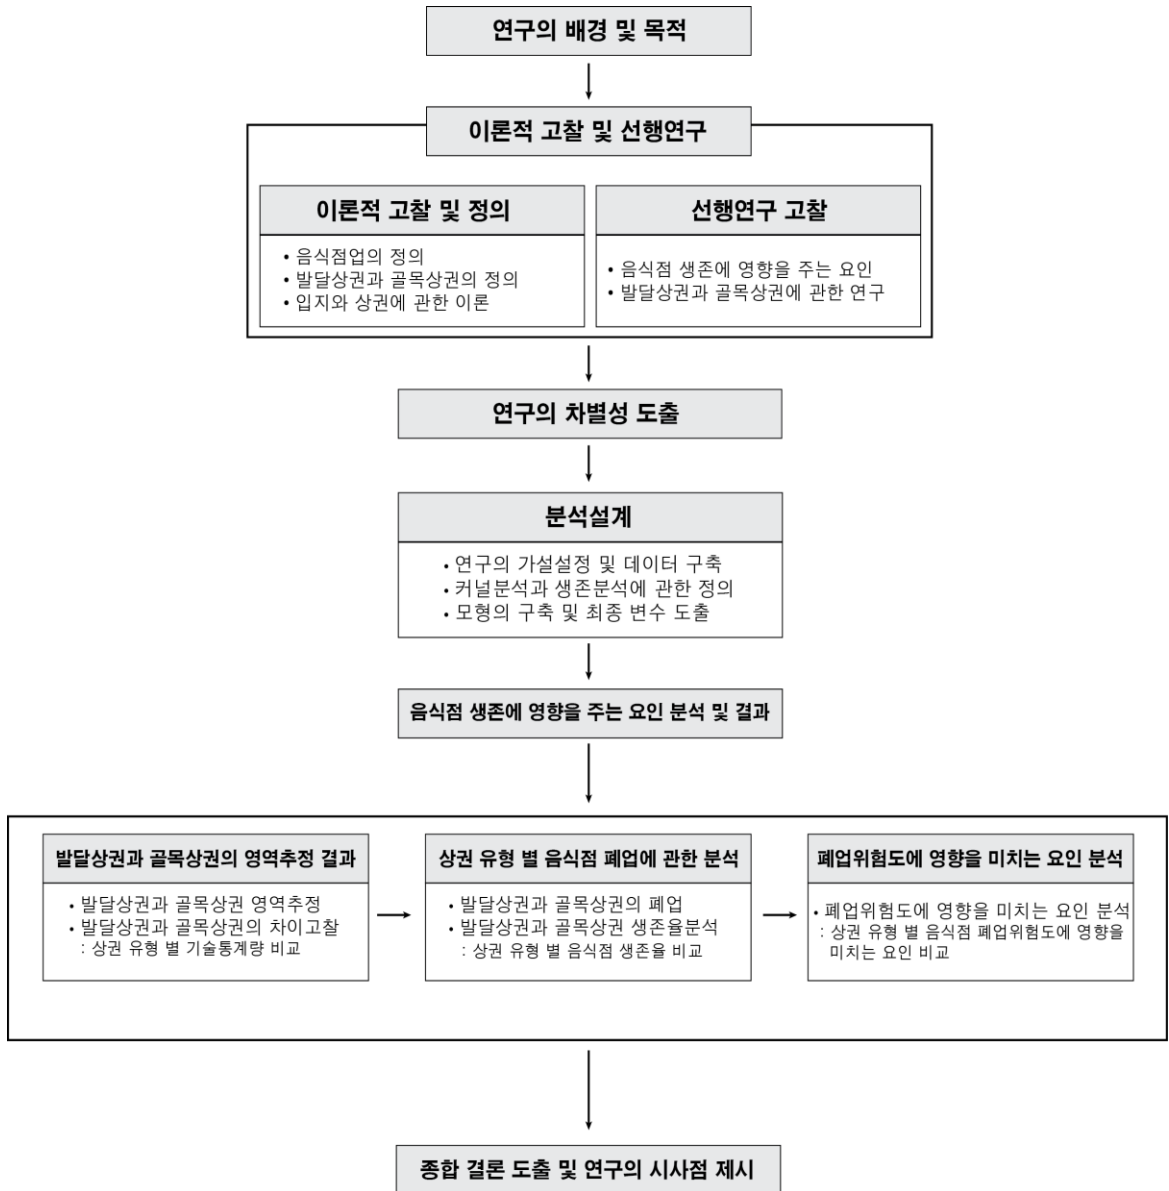 연구의 배경 및 목적
이론적 고찰 및 선행연구
이론적 고찰 및 정의
• 음식점업의 정의
• 발달상권과 골목상권의 정의
• 입지와 상권에 관한 이론
선행연구 고찰
• 음식점 생존에 영향을 주는 요인
• 발달상권과 골목상권에 관한 연구
연구의 차별성 도출
분석설계
• 연구의 가설설정 및 데이터 구축
• 커널분석과 생존분석에 관한 정의
• 모형의 구축 및 최종 변수 도출
음식점 생존에 영향을 주는 요인 분석 및 결과
발달상권과 골목상권의 영역추정 결과
• 발달상권과 골목상권 영역추정
• 발달상권과 골목상권의 차이고찰
: 상권 유형 별 기술통계량 비교
상권 유형 별 음식점 폐업에 관한 분석
• 발달상권과 골목상권의 폐업
• 발달상권과 골목상권 생존율분석
: 상권 유형 별 음식점 생존율 비교
폐업위험도에 영향을 미치는 요인 분석
• 폐업위험도에 영향을 미치는 요인 분석
: 상권 유형 별 음식점 폐업위험도에 영향을
미치는 요인 비교
종합 결론 도출 및 연구의 시사점 제시